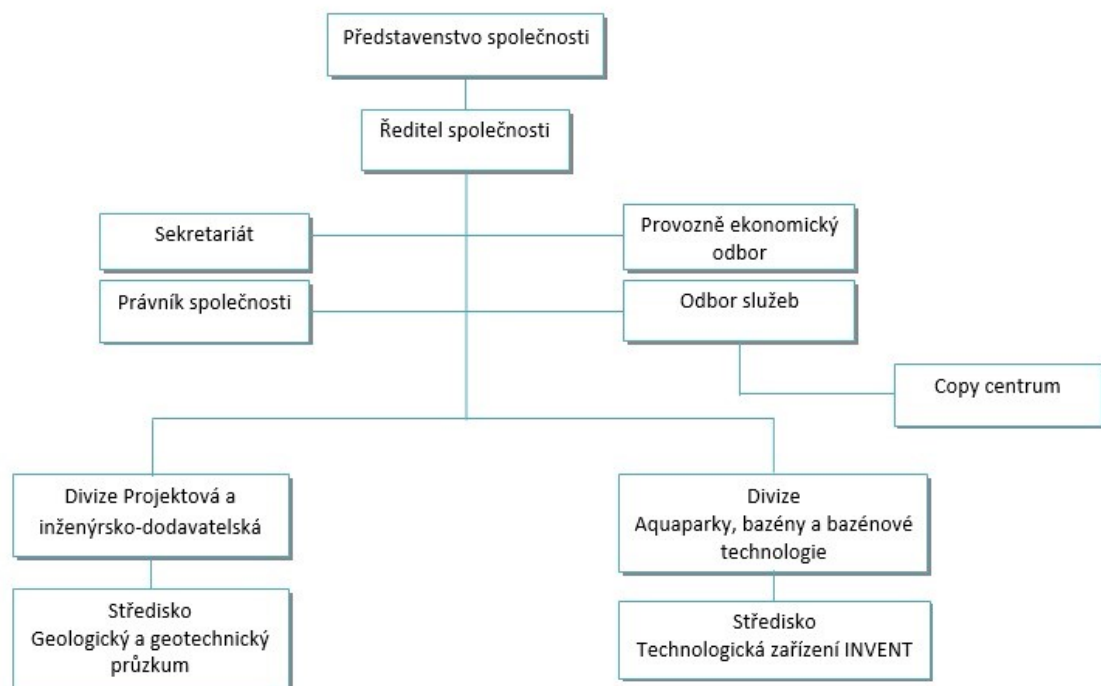 Představenstvo společnosti
Ředitel společnosti
Sekretariát
Provozně ekonomický
odbor
Právník společnosti
Odbor služeb
Copy centrum
Divize Projektová a
inženýrsko-dodavatelská
Divize
Aquaparky, bazény a bazénové
technologie
Středisko
Geologický a geotechnický
průzkum
Středisko
Technologická zařízení INVENT